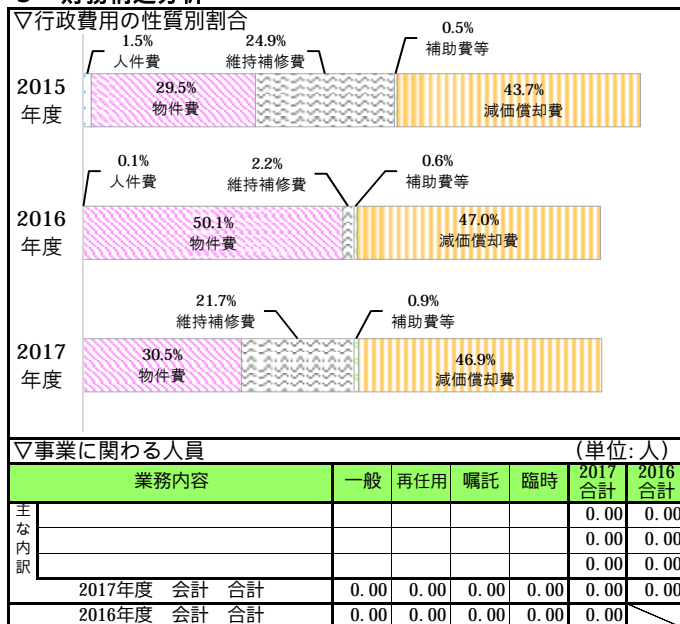 ▽行政費用の性質別割合
1.5%
人件費
24.9%
維持補修費
0.5%
補助費等
2015
年度
29.5%
物件費
43.7%
減価償却費
0.1%
人件費
2.2%
維持補修費
0.6%
補助費等
2016
年度
50.1%
物件費
47.0%
減価償却費
21.7%
維持補修費
0.9%
補助費等
2017
年度
30.5%
物件費
46.9%
減価償却費
▽事業に関わる人員 (単位:人)
業務内容 一般 再任用 嘱託 臨時 2017合計 2016合計
主な内訳
0.00 0.00
0.00 0.00
0.00 0.00
2017年度 会計 合計 0.00 0.00 0.00 0.00 0.00 0.00
2016年度 会計 合計 0.00 0.00 0.00 0.00 0.00